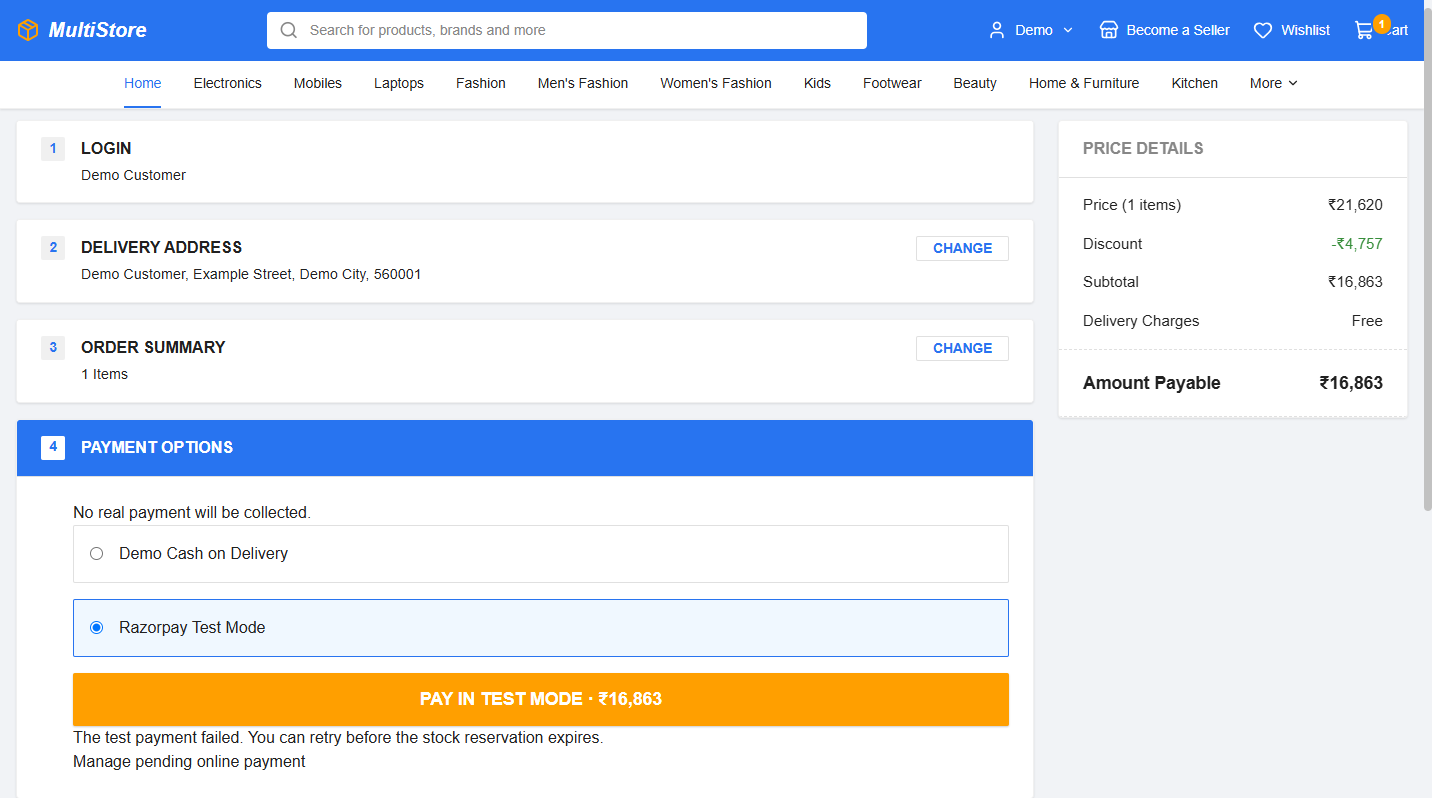 MultiStore
Search for products, brands and more
Demo
Become a Seller
Wishlist
1
art
Home Electronics Mobiles Laptops Fashion Men's Fashion Women's Fashion Kids Footwear Beauty Home & Furniture Kitchen More
1 LOGIN
Demo Customer
2 DELIVERY ADDRESS CHANGE
Demo Customer, Example Street, Demo City, 560001
3 ORDER SUMMARY CHANGE
1 Items
4 PAYMENT OPTIONS
No real payment will be collected.
Demo Cash on Delivery
Razorpay Test Mode
PAY IN TEST MODE · ₹16,863
The test payment failed. You can retry before the stock reservation expires.
Manage pending online payment
PRICE DETAILS
Price (1 items) ₹21,620
Discount -₹4,757
Subtotal ₹16,863
Delivery Charges Free
Amount Payable ₹16,863